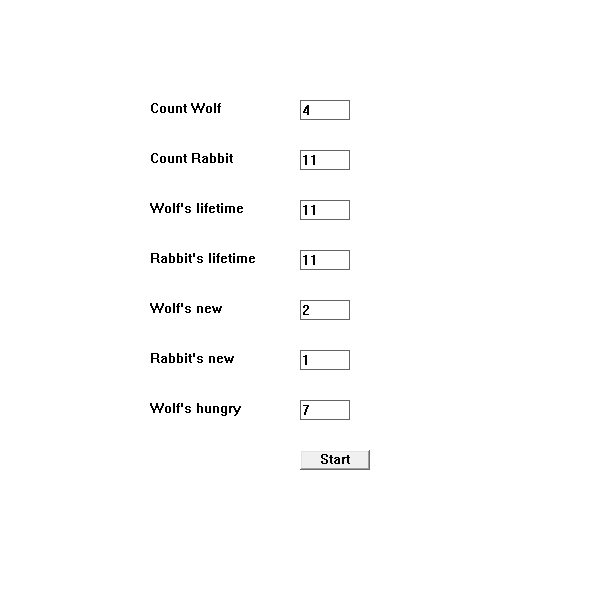 Count Wolf 4
Count Rabbit 11
Wolf's lifetime 11
Rabbit's lifetime 11
Wolf's new 2
Rabbit's new 1
Wolf's hungry 7
Start